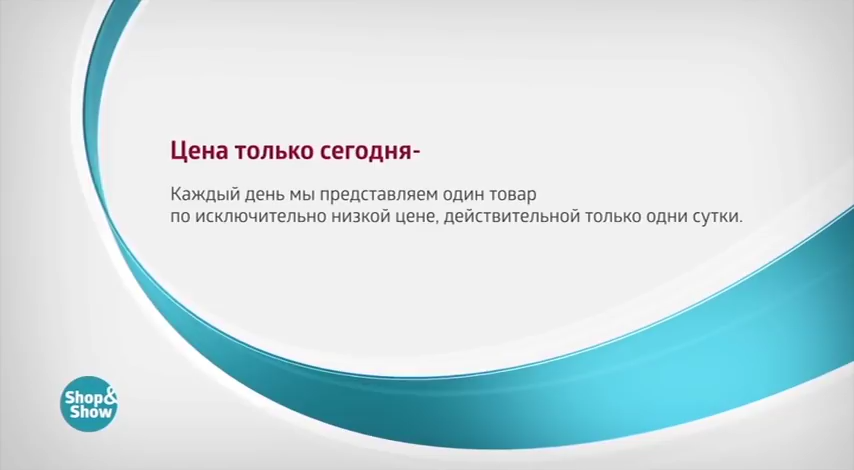 Цена только сегодня-
Каждый день мы представляем один товар
по исключительно низкой цене, действительной только одни сутки.
Shop&
Show